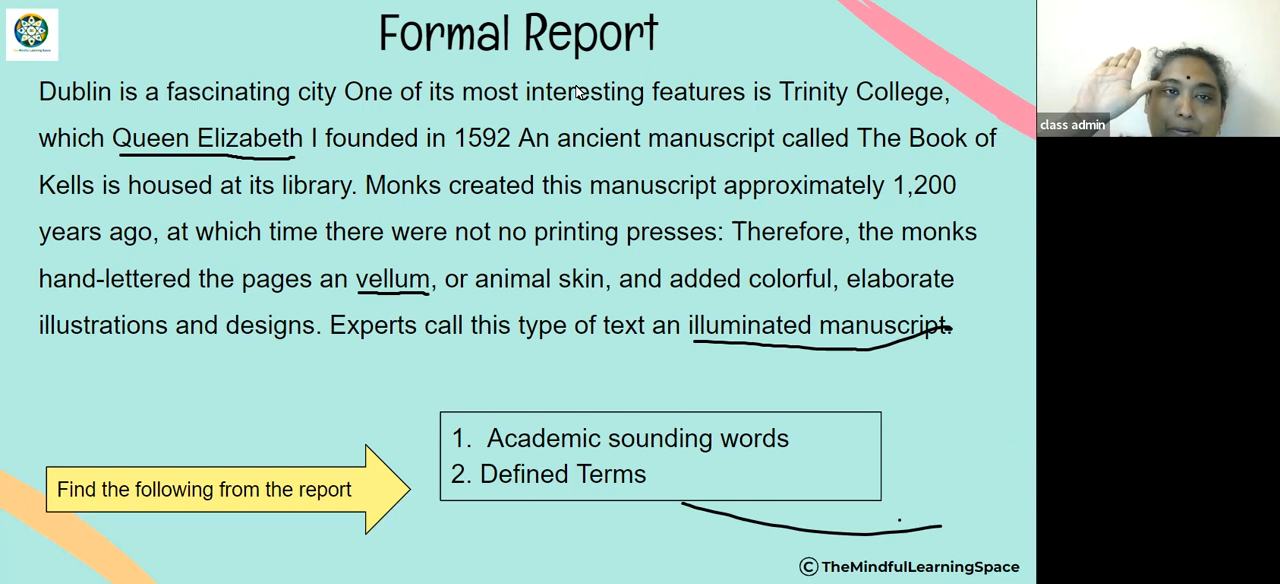 Formal Report
Dublin is a fascinating city One of its most interesting features is Trinity College,
which Queen Elizabeth I founded in 1592 An ancient manuscript called The Book of
Kells is housed at its library. Monks created this manuscript approximately 1,200
years ago, at which time there were not no printing presses: Therefore, the monks
hand-lettered the pages an vellum, or animal skin, and added colorful, elaborate
illustrations and designs. Experts call this type of text an illuminated manuscript.
Find the following from the report
1. Academic sounding words
2. Defined Terms
© TheMindfulLearningSpace
class admin